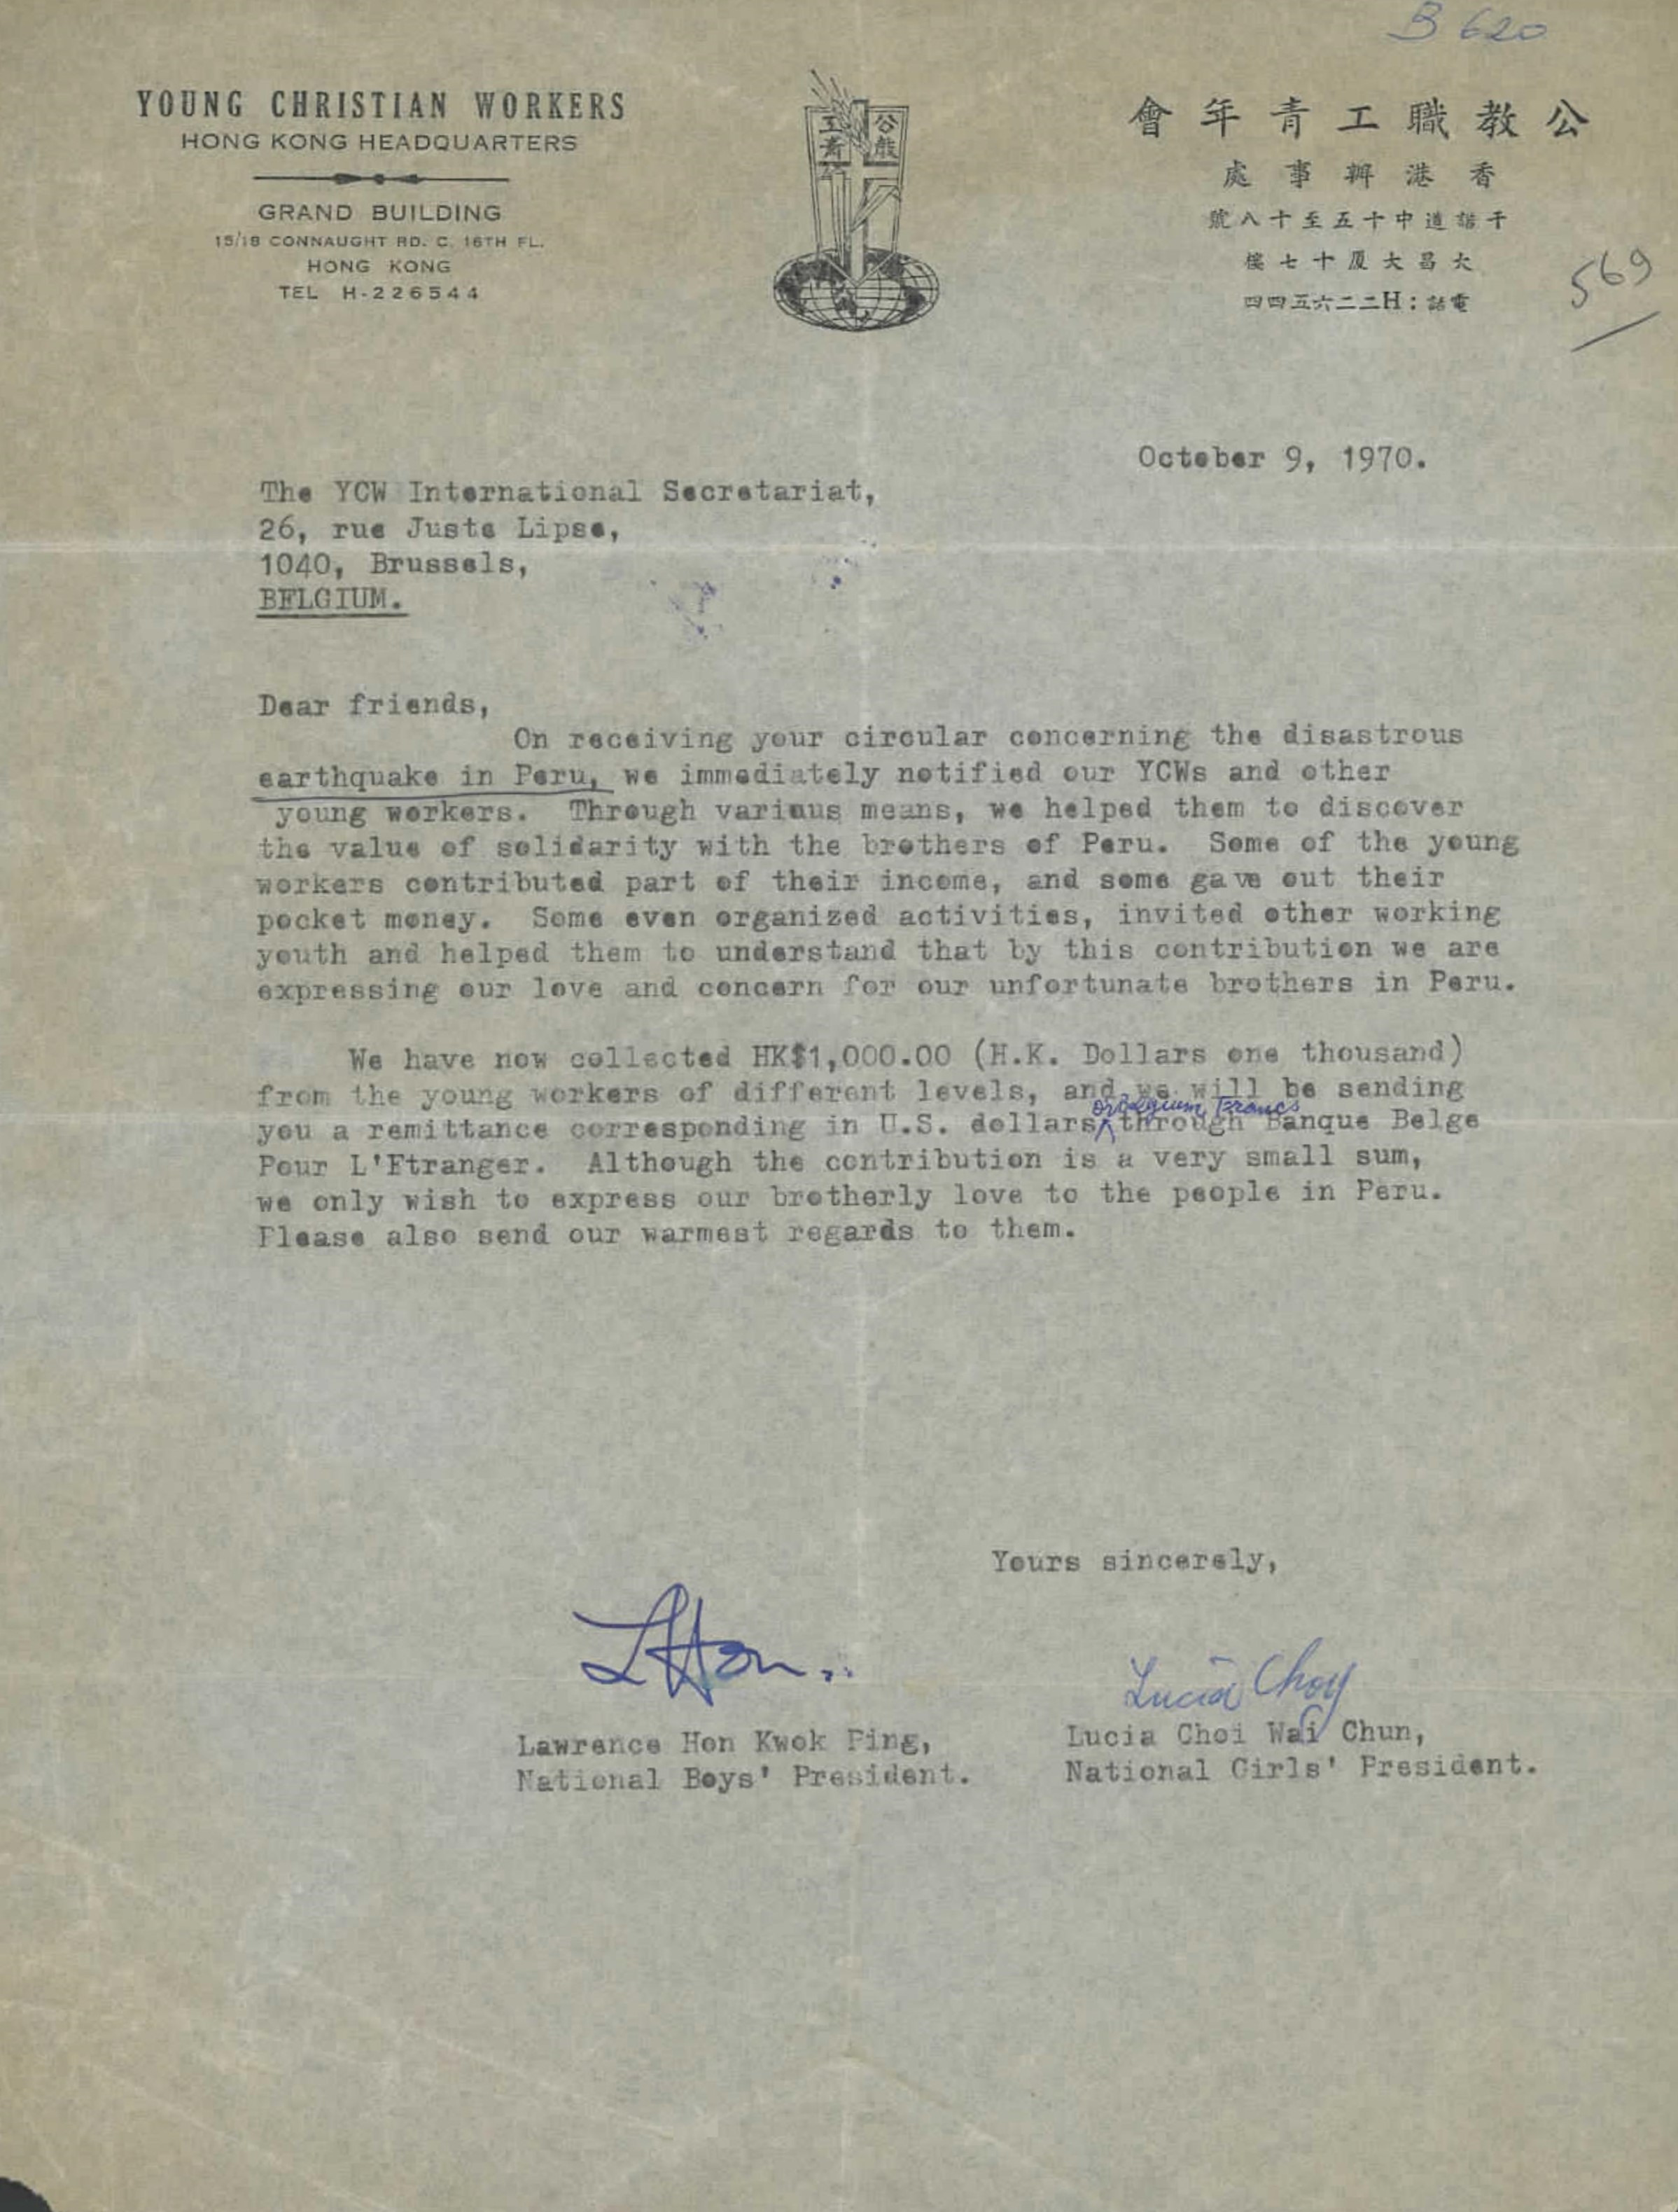 B 620
YOUNG CHRISTIAN WORKERS
HONG KONG HEADQUARTERS
GRAND BUILDING
15/18 CONNAUGHT RD. C. 16TH FL.
HONG KONG
TEL H-226544
公教
工青
公教職工青年會
香港辦事處
干諾道中十五至十八號
大昌大厦十七樓
電話:H二二六五四四
569
October 9, 1970.
The YCW International Secretariat,
26, rue Juste Lipse,
1040, Brussels,
BELGIUM.
Dear friends,
On receiving your circular concerning the disastrous
earthquake in Peru, we immediately notified our YCWs and other
young workers. Through various means, we helped them to discover
the value of solidarity with the brothers of Peru. Some of the young
workers contributed part of their income, and some gave out their
pocket money. Some even organized activities, invited other working
youth and helped them to understand that by this contribution we are
expressing our love and concern for our unfortunate brothers in Peru.
We have now collected HK$1,000.00 (H.K. Dollars one thousand)
from the young workers of different levels, and we will be sending
or Belgium Francs
you a remittance corresponding in U.S. dollars through Banque Belge
Pour L'Etranger. Although the contribution is a very small sum,
we only wish to express our brotherly love to the people in Peru.
Please also send our warmest regards to them.
Yours sincerely,
LHon..
Lucia Choy
Lawrence Hon Kwok Ping,
National Boys' President.
Lucia Choi Wai Chun,
National Girls' President.